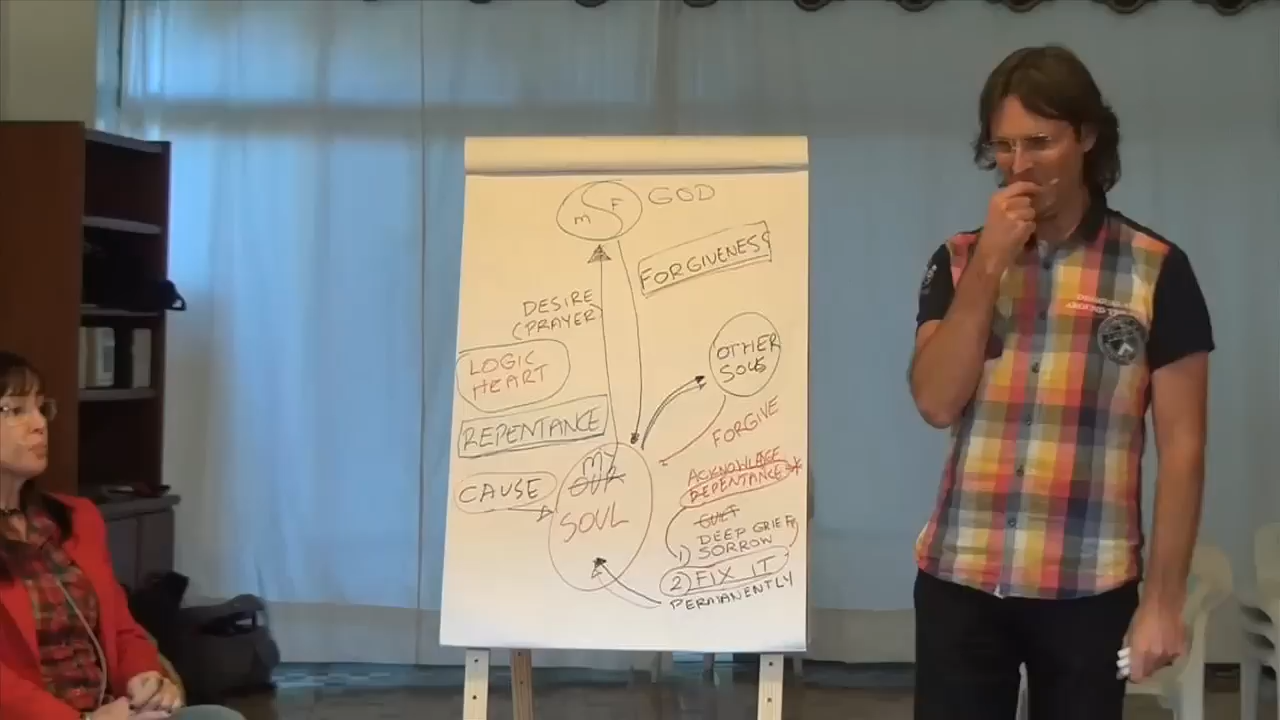 M F GOD
FORGIVENESS
DESIRE
(PRAYER)
LOGIC
HEART
OTHER
SOULS
REPENTANCE
FORGIVE
CAUSE
MY
OUR
SOUL
ACKNOWLEDGE
REPENTANCE *
GUILT
DEEP GRIEF
1) SORROW
2) FIX IT
PERMANENTLY